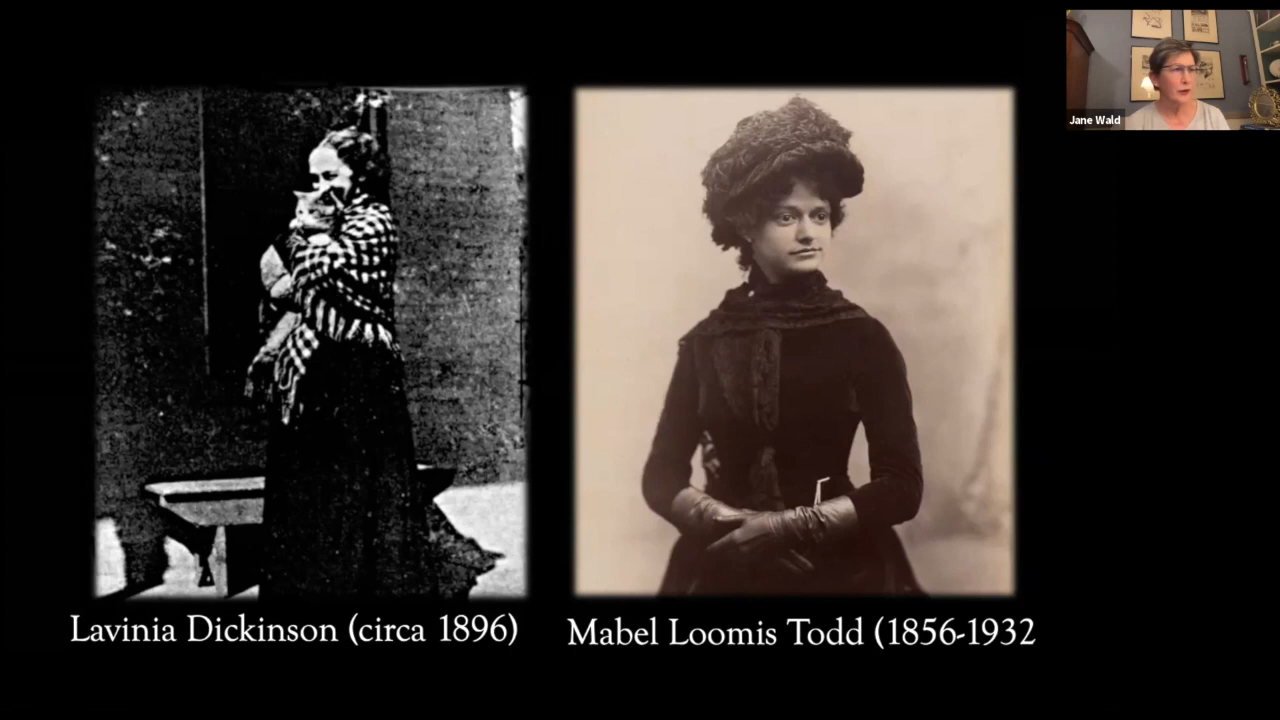 Jane Wald
Lavinia Dickinson (circa 1896)
Mabel Loomis Todd (1856-1932